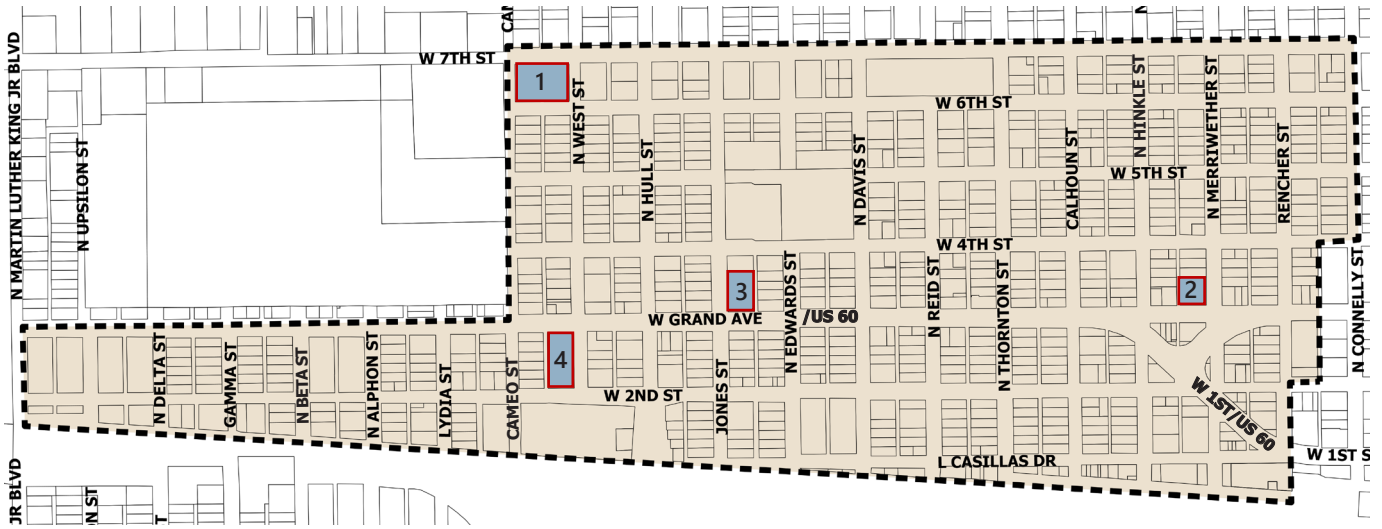 CAM
N
W 7TH ST
N MARTIN LUTHER KING JR BLVD
N UPSILON ST
1
N WEST ST
N HULL ST
W 6TH ST
N DAVIS ST
CALHOUN ST
N HINKLE ST
N MERRIWETHER ST
RENCHER ST
W 5TH ST
W 4TH ST
3
N EDWARDS ST
N REID ST
N THORNTON ST
2
N CONNELLY ST
W GRAND AVE
/US 60
N DELTA ST
GAMMA ST
N BETA ST
N ALPHON ST
LYDIA ST
CAMEO ST
4
W 2ND ST
JONES ST
W 1ST/US 60
L CASILLAS DR
W 1ST S
JR BLVD
ON ST
T